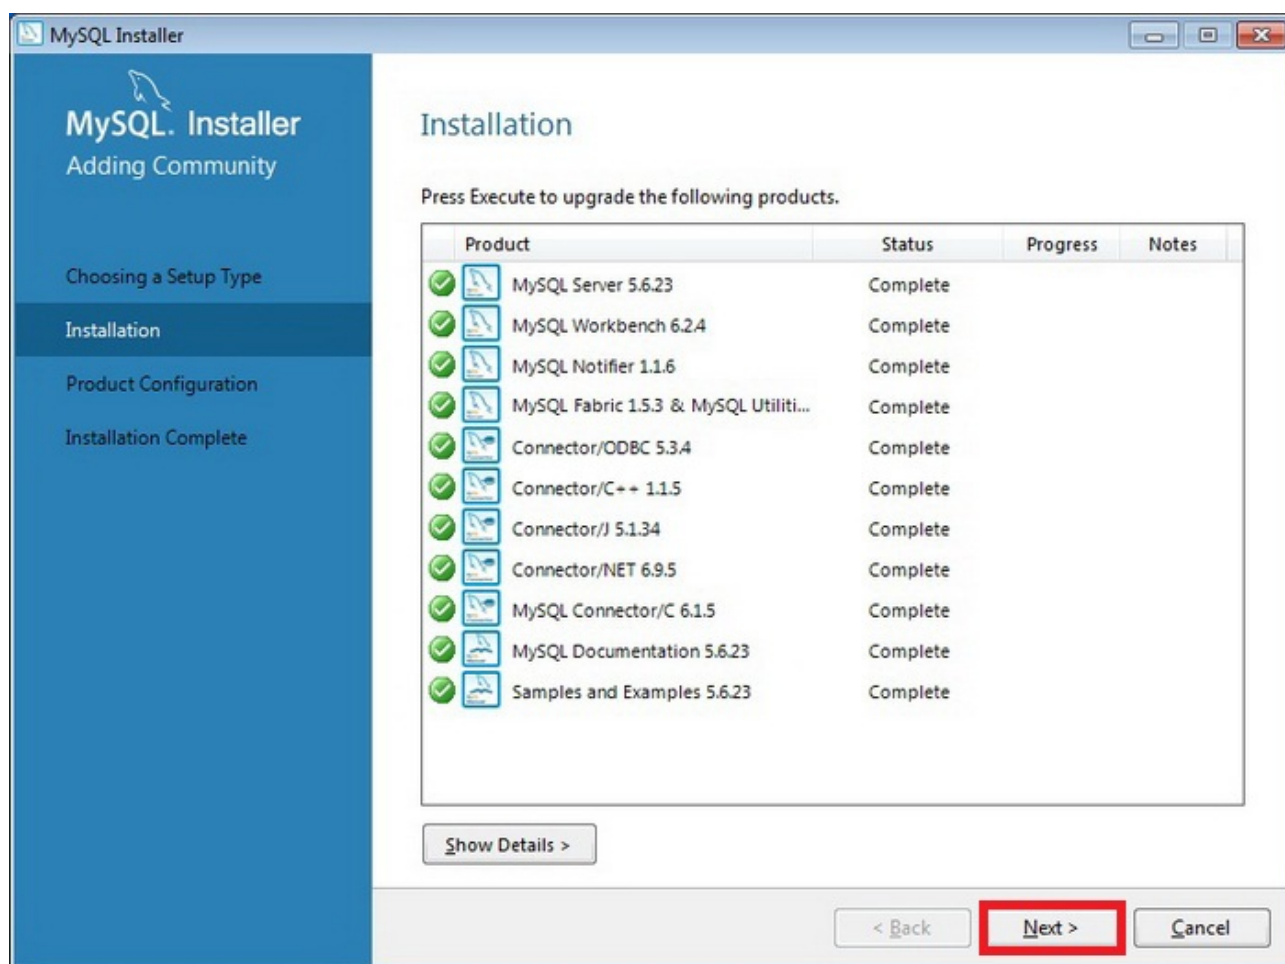 MySQL Installer
MySQL. Installer
Adding Community
Choosing a Setup Type
Installation
Product Configuration
Installation Complete
Installation
Press Execute to upgrade the following products.
Product Status Progress Notes
MySQL Server 5.6.23 Complete
MySQL Workbench 6.2.4 Complete
MySQL Notifier 1.1.6 Complete
MySQL Fabric 1.5.3 & MySQL Utiliti... Complete
Connector/ODBC 5.3.4 Complete
Connector/C++ 1.1.5 Complete
Connector/J 5.1.34 Complete
Connector/NET 6.9.5 Complete
MySQL Connector/C 6.1.5 Complete
MySQL Documentation 5.6.23 Complete
Samples and Examples 5.6.23 Complete
Show Details >
< Back Next > Cancel